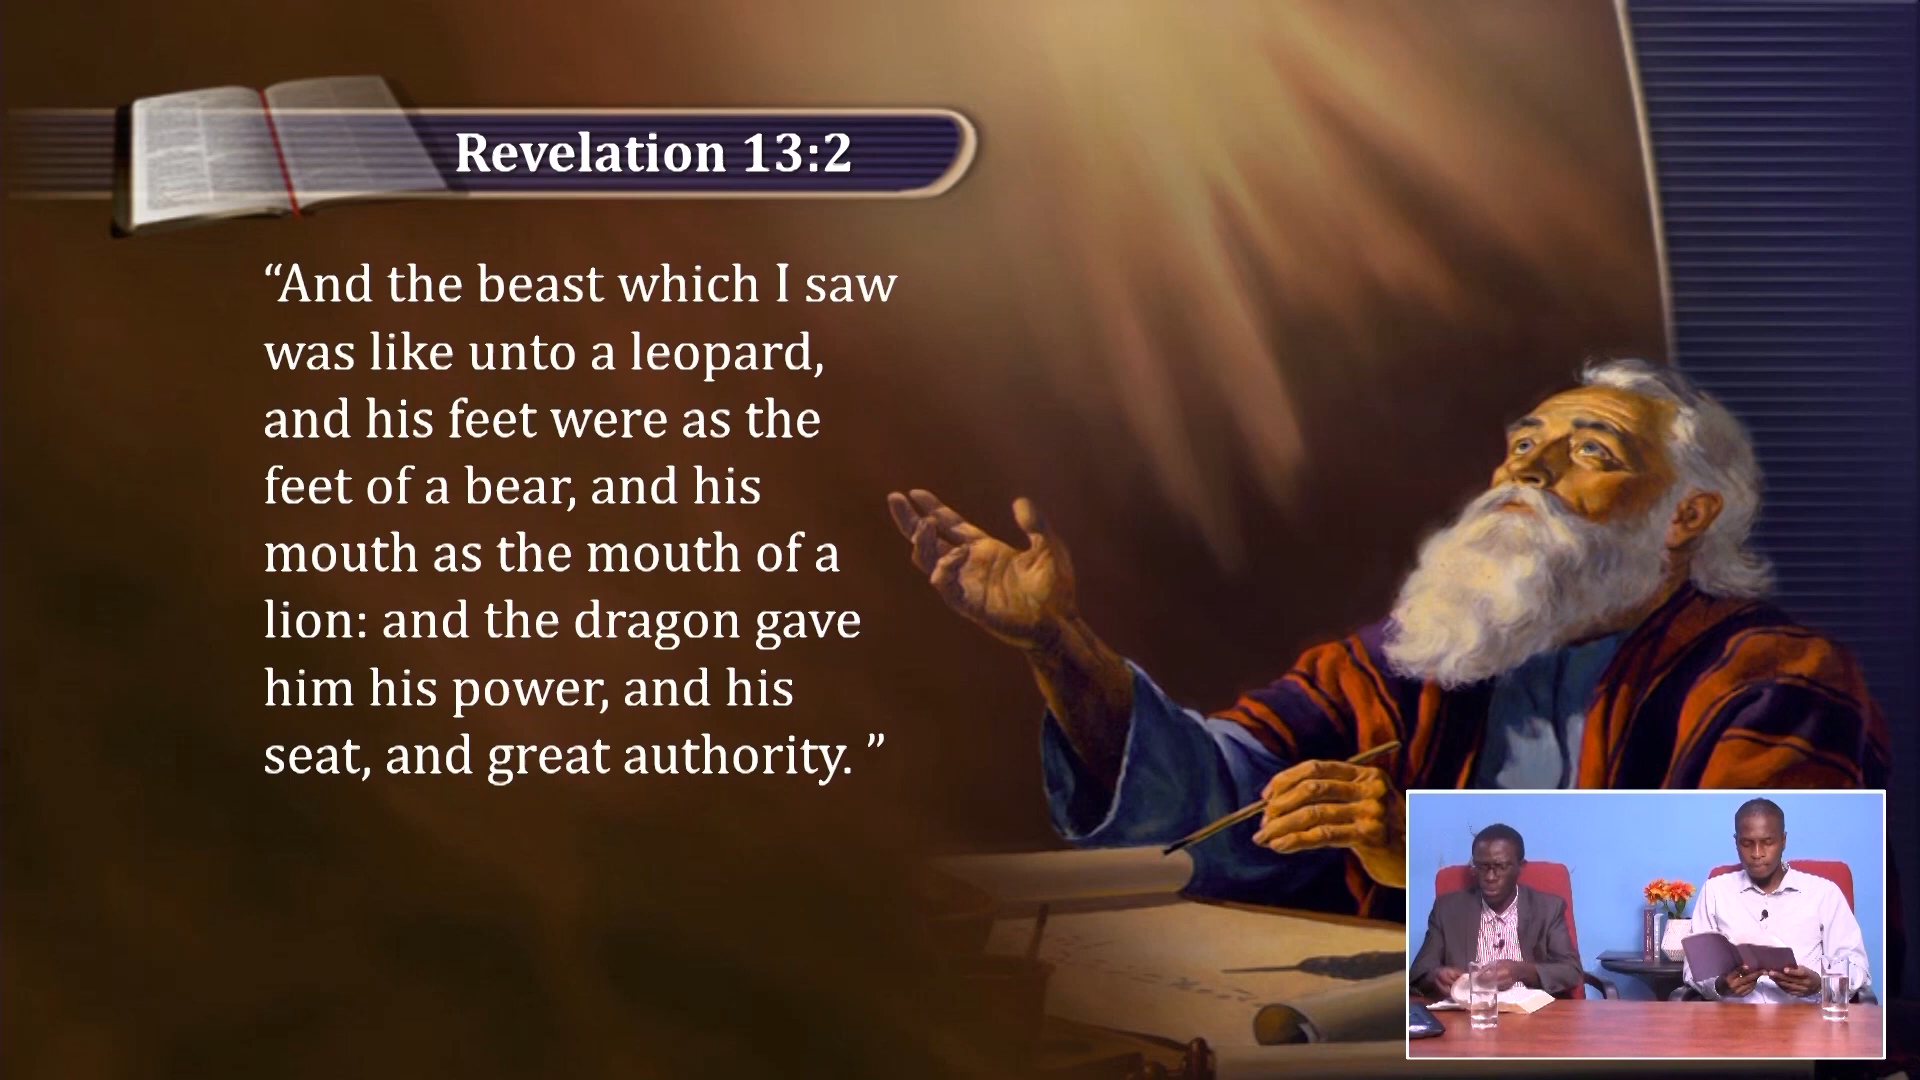 Revelation 13:2
“And the beast which I saw
was like unto a leopard,
and his feet were as the
feet of a bear, and his
mouth as the mouth of a
lion: and the dragon gave
him his power, and his
seat, and great authority. ”